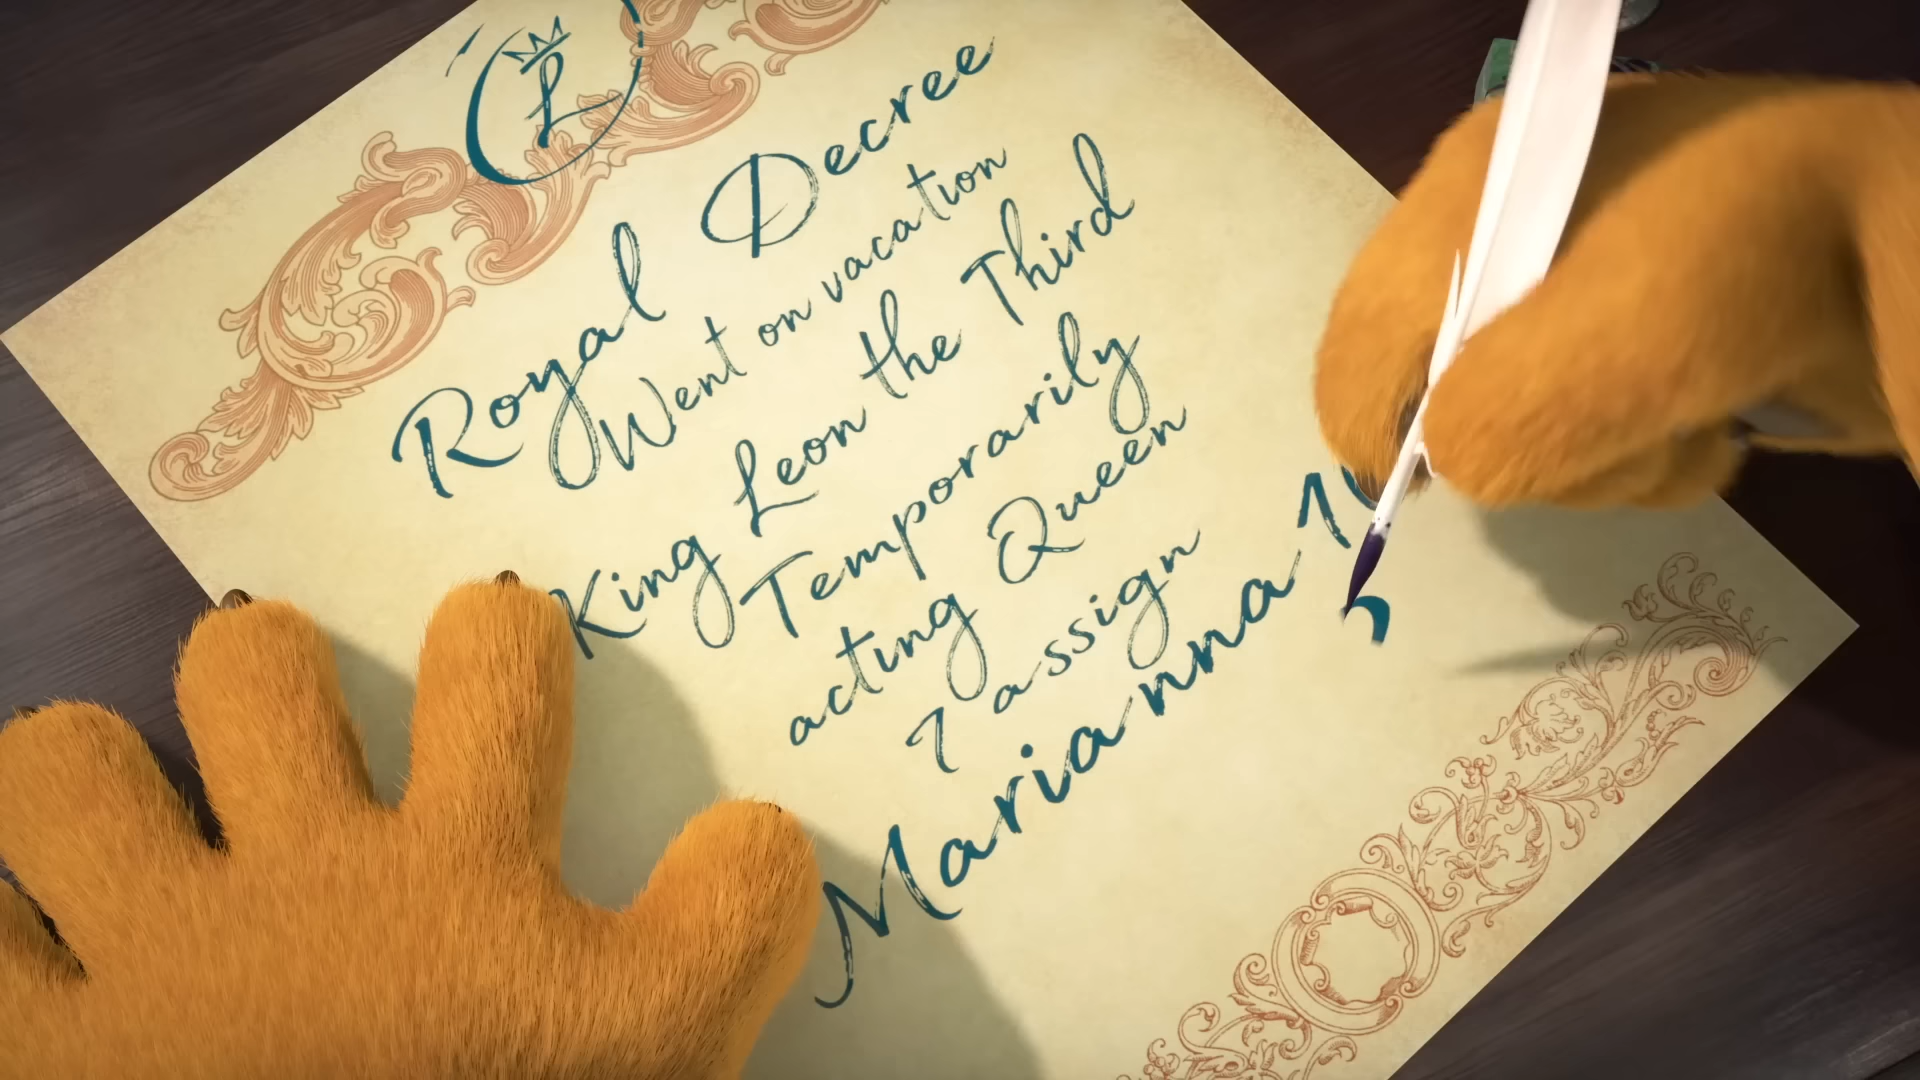 L
Royal Decree
Went on vacation
King Leon the Third
Temporarily
acting Queen
I assign
Marianna